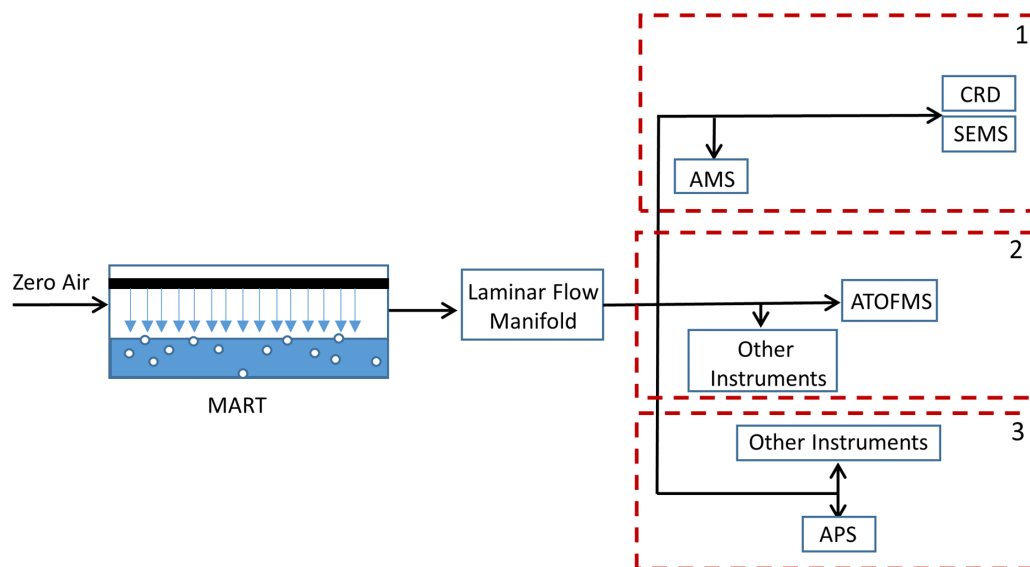 Zero Air
MART
Laminar Flow
Manifold
1
CRD
SEMS
AMS
2
ATOFMS
Other
Instruments
3
Other Instruments
APS